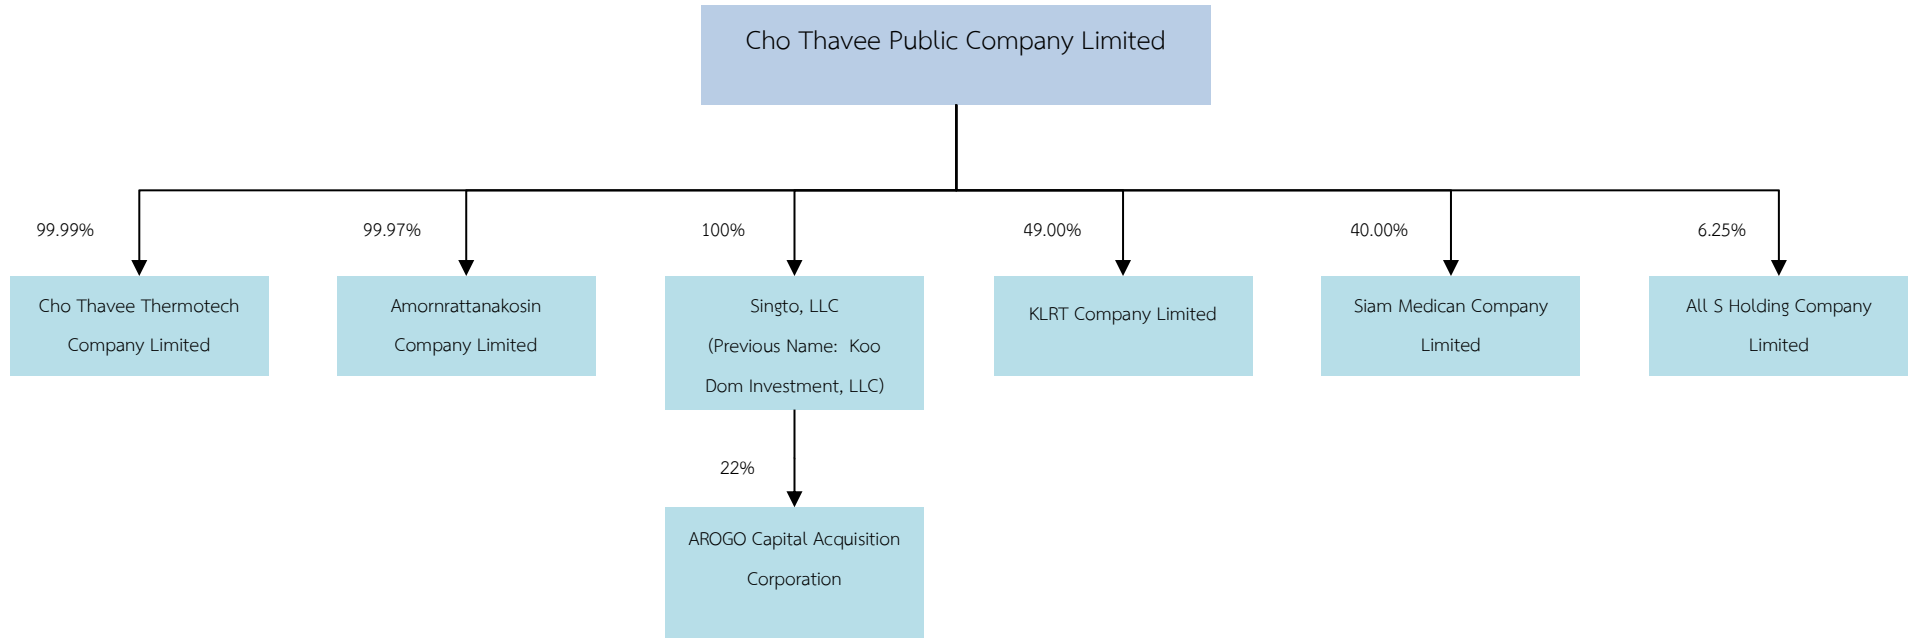 Cho Thavee Public Company Limited
99.99%
99.97%
100%
49.00%
40.00%
6.25%
Cho Thavee Thermotech
Company Limited
Amornrattanakosin
Company Limited
Singto, LLC
(Previous Name: Koo
Dom Investment, LLC)
KLRT Company Limited
Siam Medican Company
Limited
All S Holding Company
Limited
22%
AROGO Capital Acquisition
Corporation